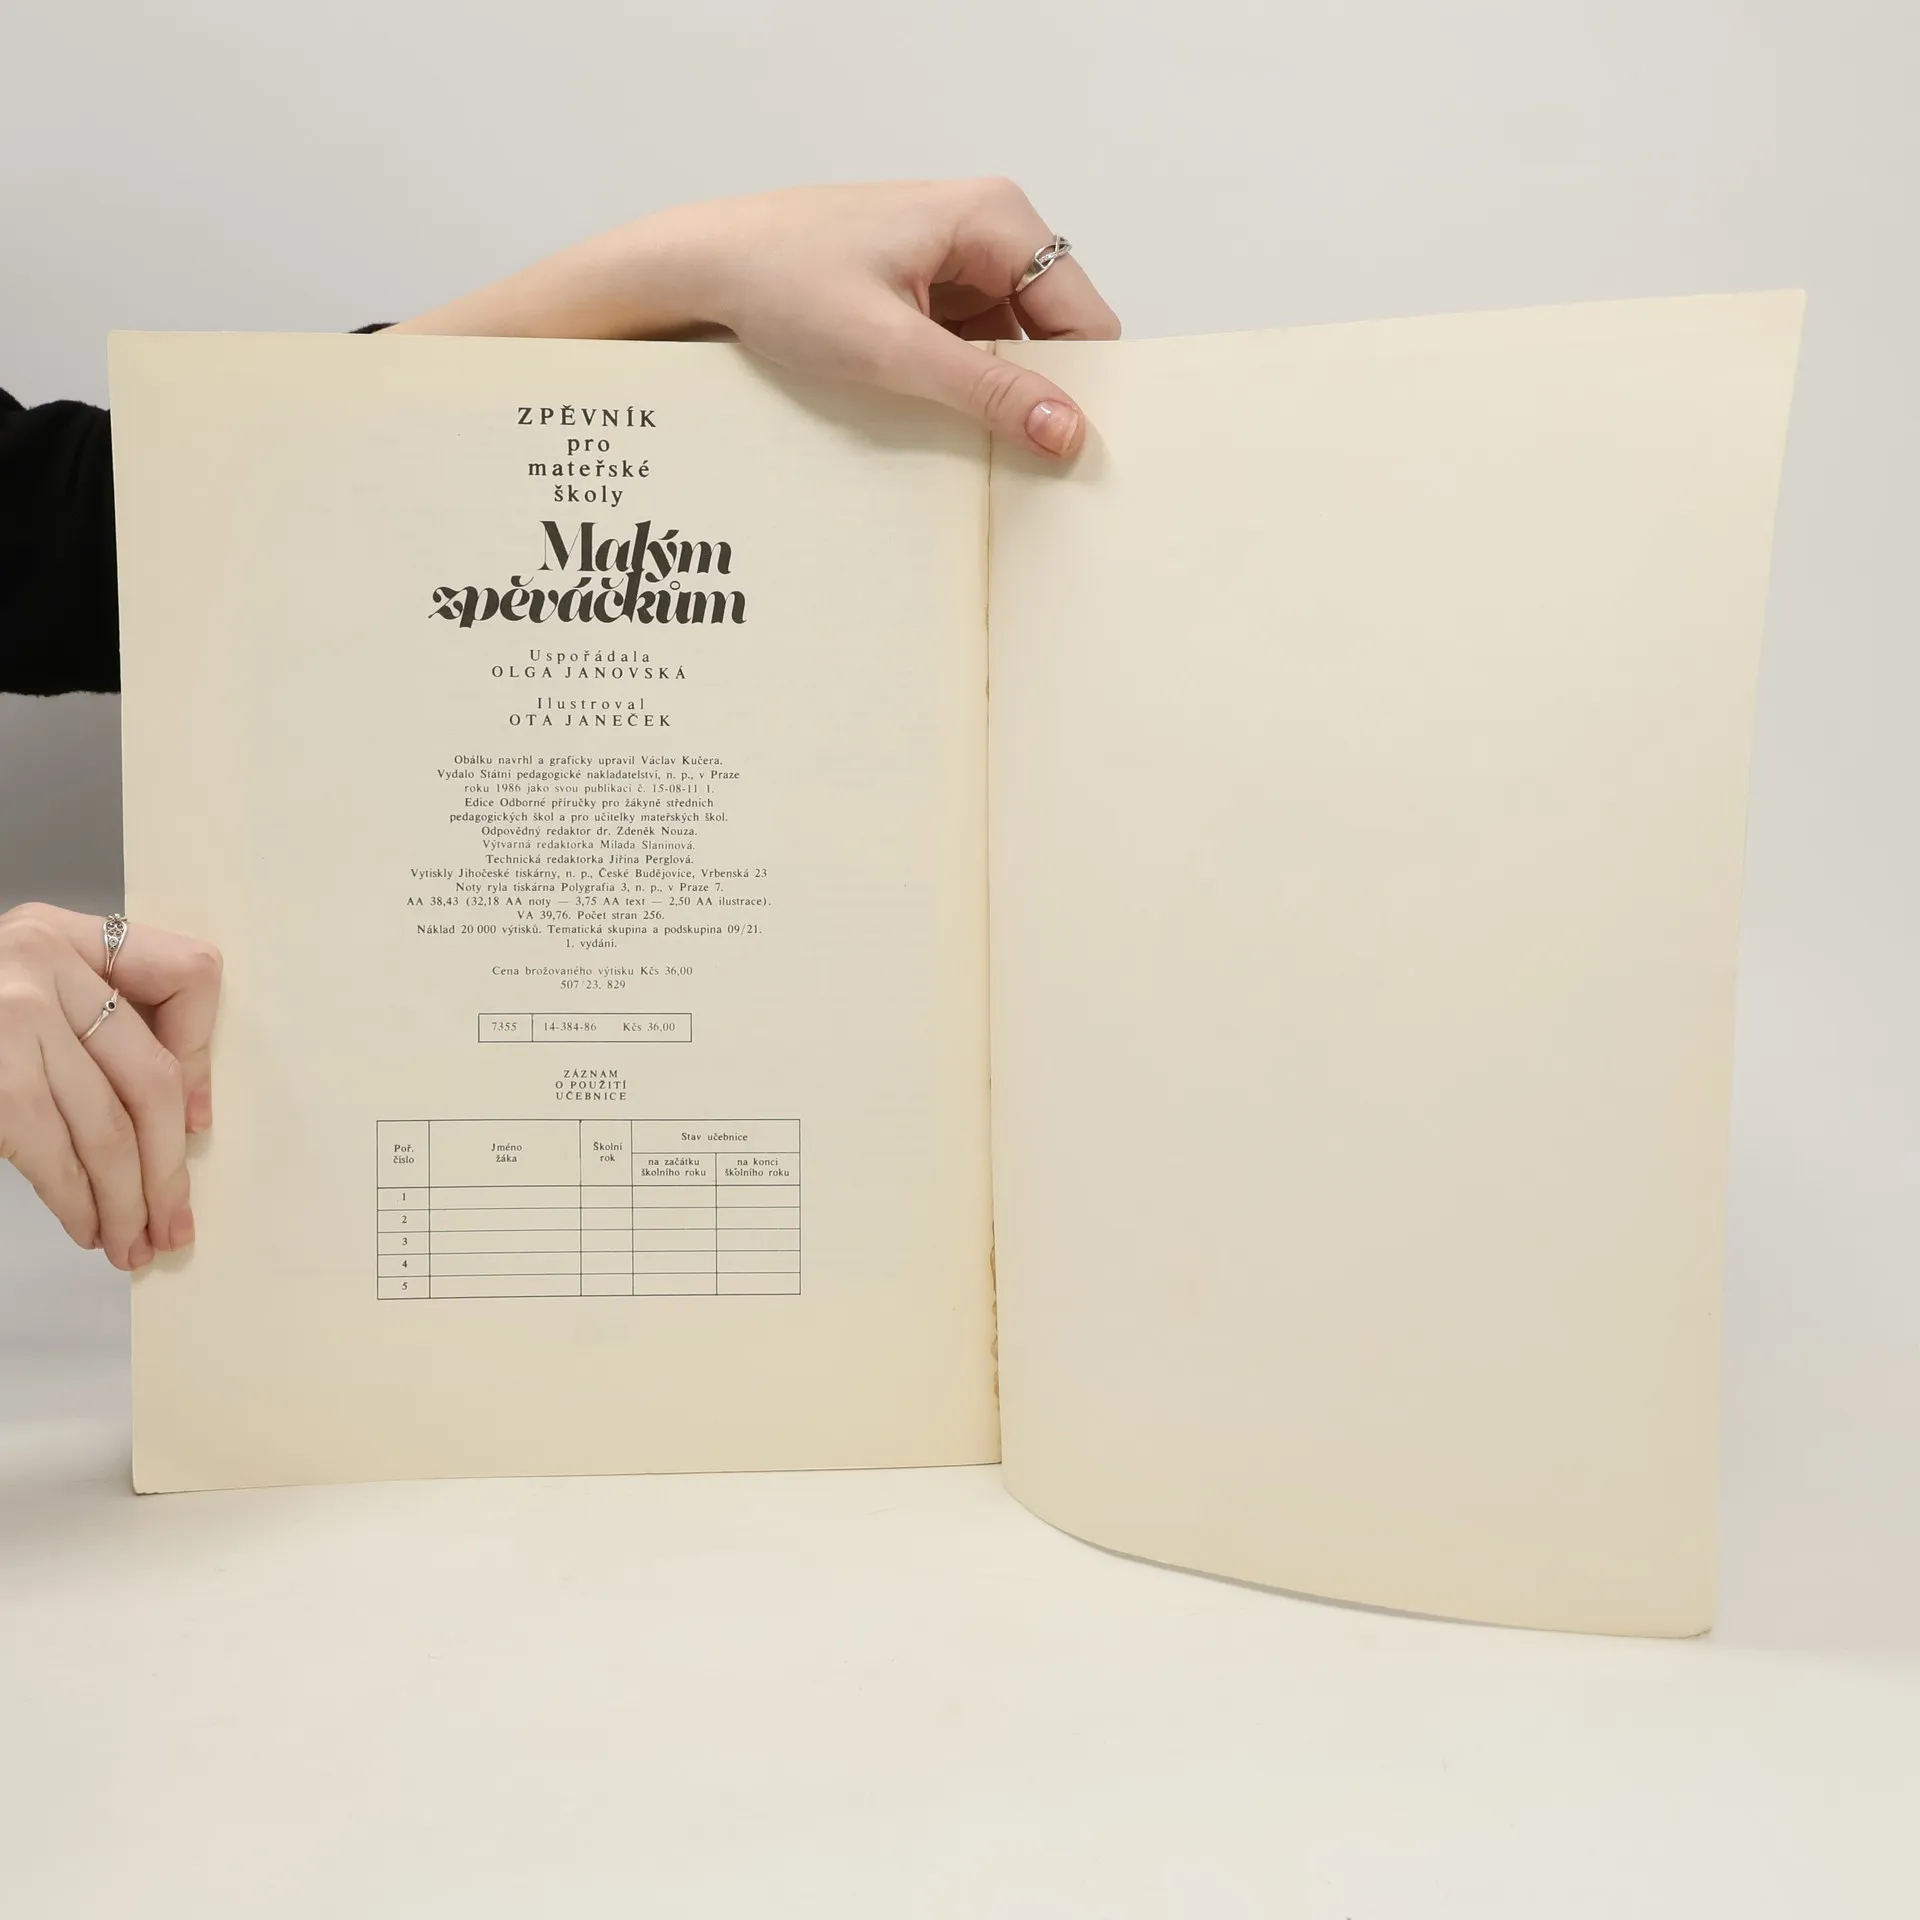 ZPĚVNÍK
pro
mateřské
školy
Malým
zpěváčkům
Uspořádala
OLGA JANOVSKÁ
Ilustroval
OTA JANEČEK
Obálku navrhl a graficky upravil Václav Kučera.
Vydalo Státní pedagogické nakladatelství, n. p., v Praze
roku 1986 jako svou publikaci č. 15-08-11 1.
Edice Odborné příručky pro žákyně středních
pedagogických škol a pro učitelky mateřských škol.
Odpovědný redaktor dr. Zdeněk Nouza.
Výtvarná redaktorka Milada Slaninová.
Technická redaktorka Jiřina Perglová.
Vytiskly Jihočeské tiskárny, n. p., České Budějovice, Vrbenská 23
Noty ryla tiskárna Polygrafia 3, n. p., v Praze 7.
AA 38,43 (32,18 AA noty — 3,75 AA text — 2,50 AA ilustrace).
VA 39,76. Počet stran 256.
Náklad 20 000 výtisků. Tematická skupina a podskupina 09/21.
1. vydání.
Cena brožovaného výtisku Kčs 36,00
507/23, 829
7355 14-384-86 Kčs 36,00
ZÁZNAM
O POUŽITÍ
UČEBNICE
Poř. číslo
Jméno žáka
Školní rok
Stav učebnice
na začátku školního roku
na konci školního roku
1
2
3
4
5